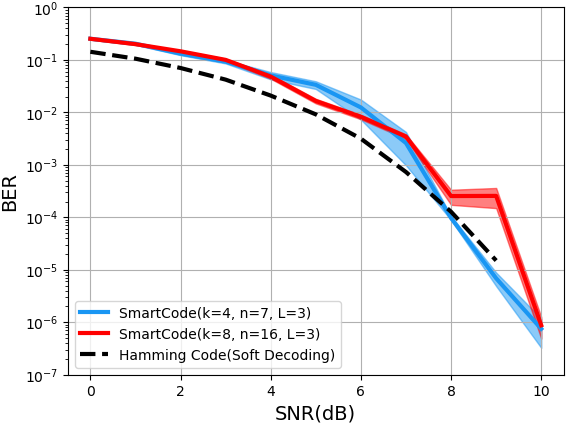 10⁰
10⁻¹
10⁻²
10⁻³
10⁻⁴
10⁻⁵
10⁻⁶
10⁻⁷
BER
SmartCode(k=4, n=7, L=3)
SmartCode(k=8, n=16, L=3)
Hamming Code(Soft Decoding)
0 2 4 6 8 10
SNR(dB)